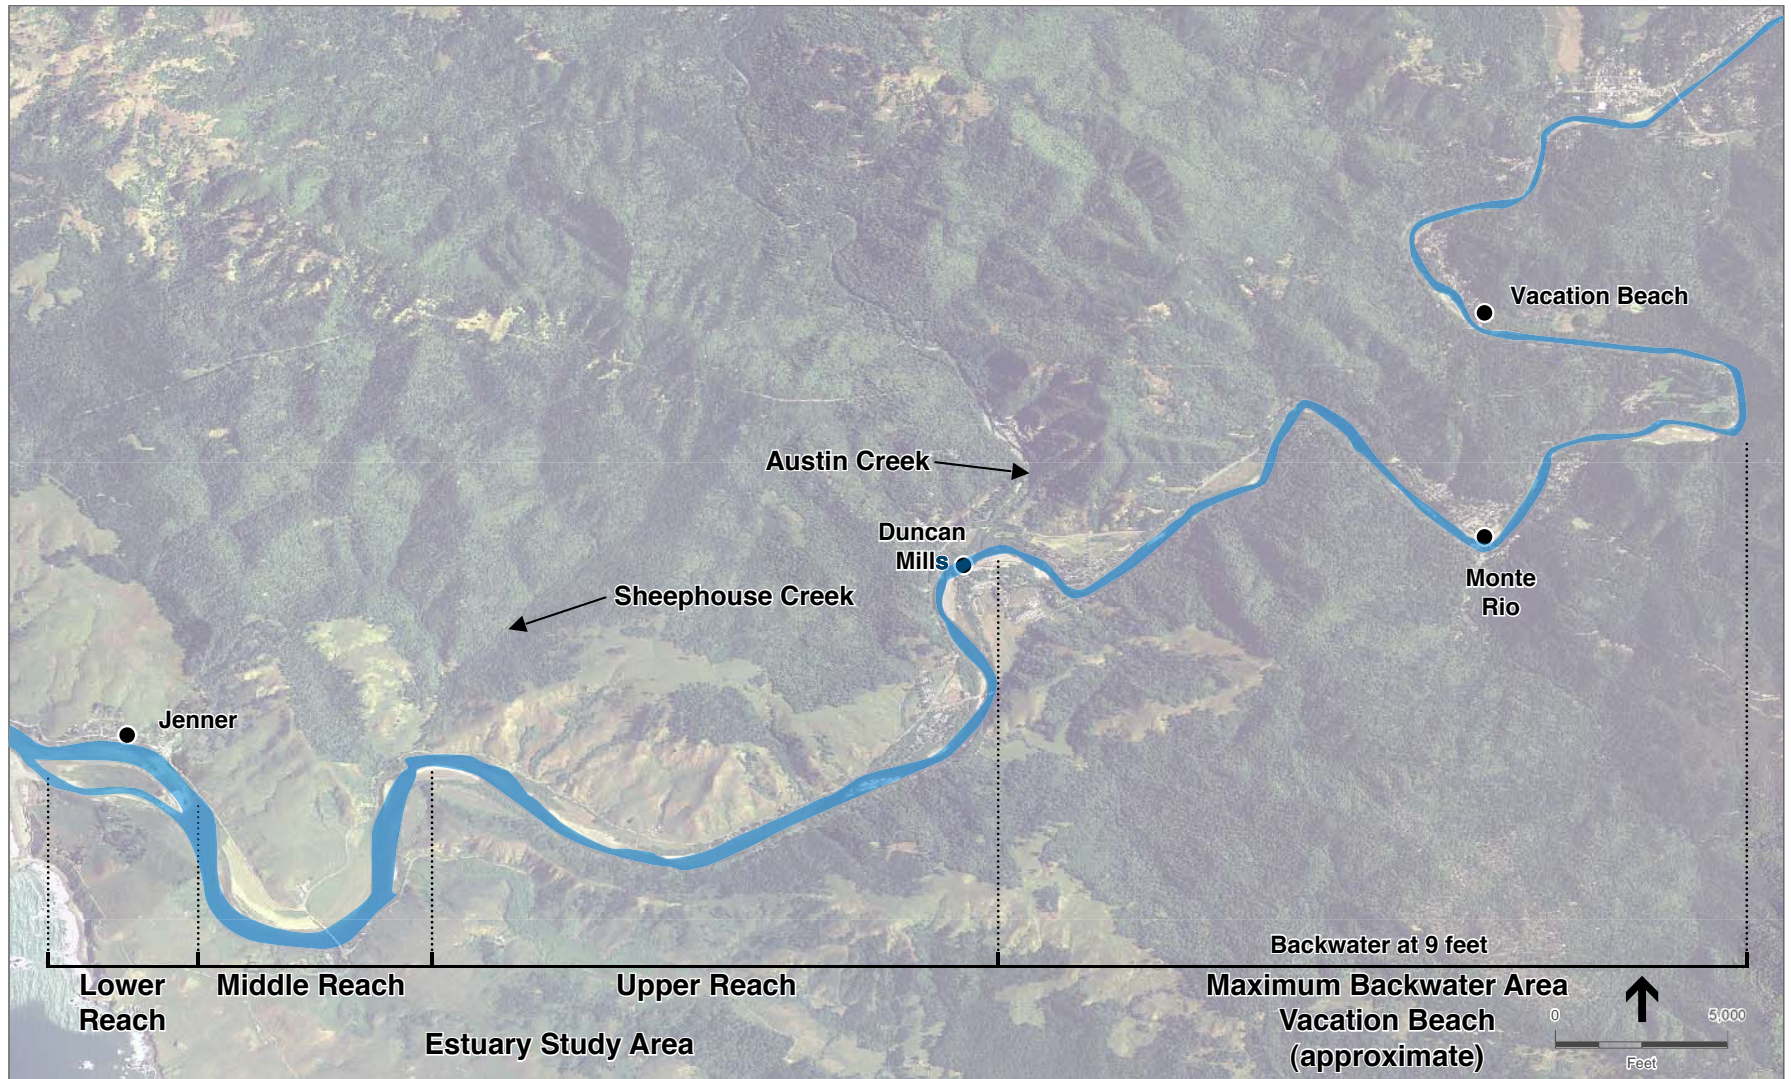 Vacation Beach
Austin Creek
Duncan
Mills
Monte
Rio
Sheephouse Creek
Jenner
Backwater at 9 feet
Lower
Reach
Middle Reach
Upper Reach
Maximum Backwater Area
Vacation Beach
(approximate)
Estuary Study Area
0
5,000
Feet